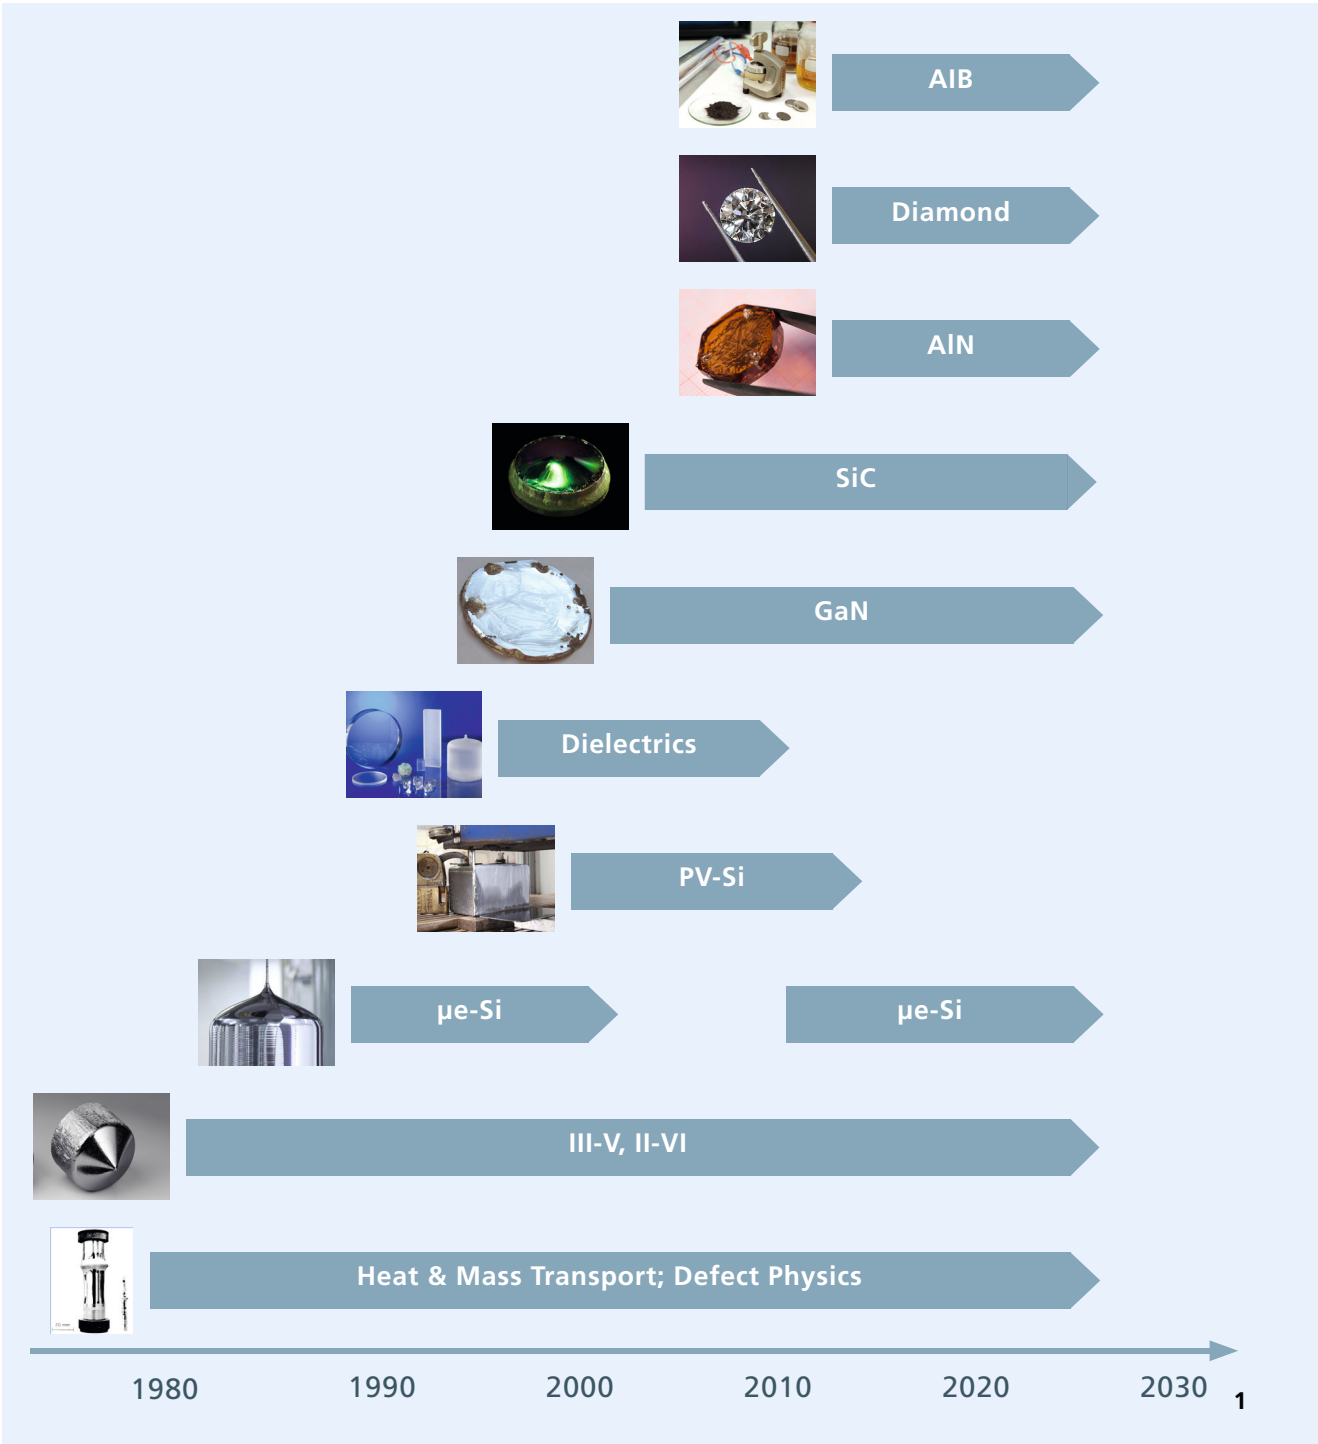 AIB
Diamond
AlN
SiC
GaN
Dielectrics
PV-Si
µe-Si µe-Si
III-V, II-VI
Heat & Mass Transport; Defect Physics
1980 1990 2000 2010 2020 2030
1